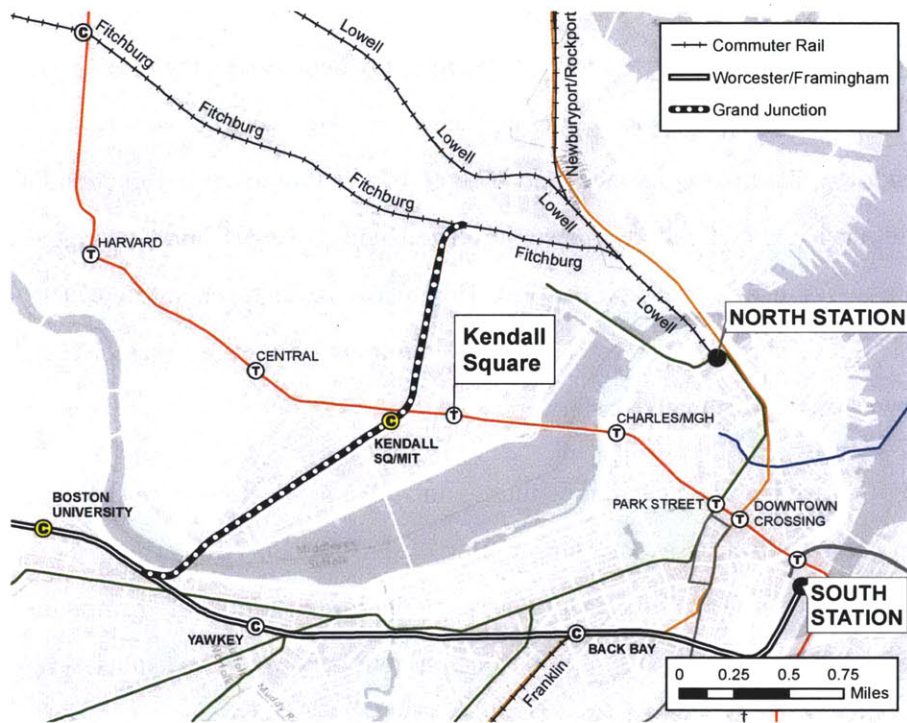 C
Fitchburg
Lowell
Newburyport/Rockport
Commuter Rail
Worcester/Framingham
Grand Junction
Fitchburg
Lowell
Fitchburg
Lowell
Fitchburg
T
HARVARD
Lowell
NORTH STATION
Kendall
Square
CENTRAL
T
T
C
KENDALL
SQ/MIT
CHARLES/MGH
T
BOSTON
UNIVERSITY
C
PARK STREET
T
T
DOWNTOWN
CROSSING
T
SOUTH
STATION
YAWKEY
C
C
BACK BAY
Franklin
0
0.25
0.5
0.75
Miles